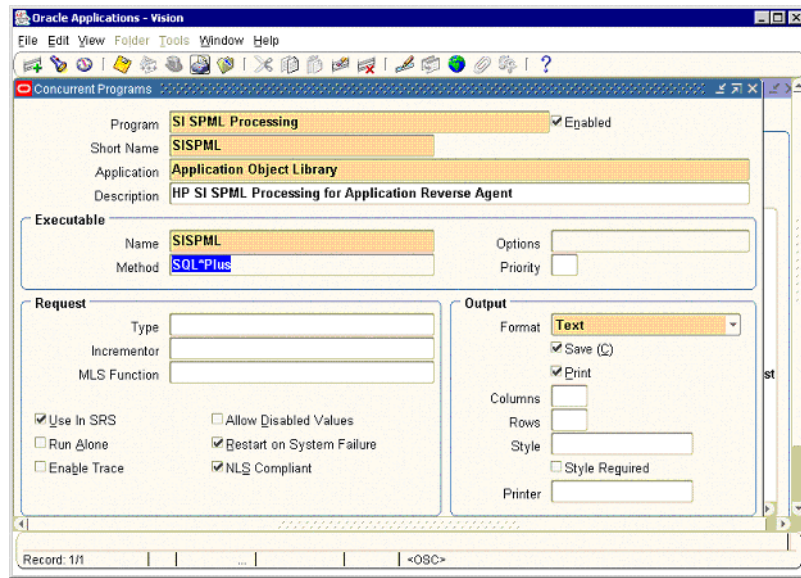 Oracle Applications - Vision
File Edit View Folder Tools Window Help
Concurrent Programs
Program SI SPML Processing Enabled
Short Name SISPML
Application Application Object Library
Description HP SI SPML Processing for Application Reverse Agent
Executable
Name SISPML Options
Method SQL*Plus Priority
Request Output
Type Format Text
Incrementor Save (C)
MLS Function Print
st
Columns
Use In SRS Allow Disabled Values Rows
Run Alone Restart on System Failure Style
Enable Trace NLS Compliant Style Required
Printer
Record: 1/1 ... <OSC>